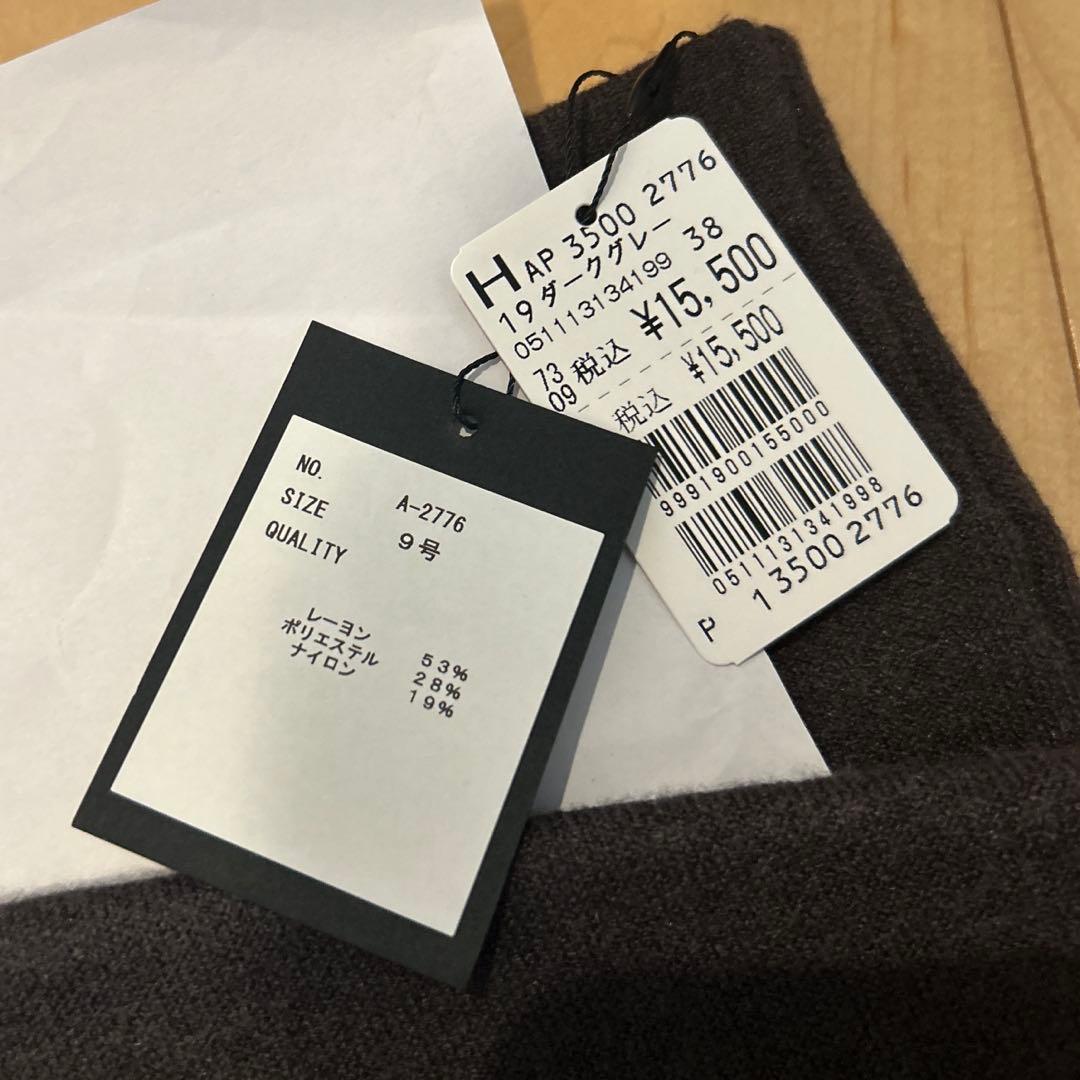 H AP 3500 2776
19 ダークグレー 38
051113134199
73 税込 ¥15,500
09
税込 ¥15,500
9991900155000
0511131341998
P 13500 2776
NO. A-2776
SIZE 9号
QUALITY
レーヨン 53%
ポリエステル 28%
ナイロン 19%